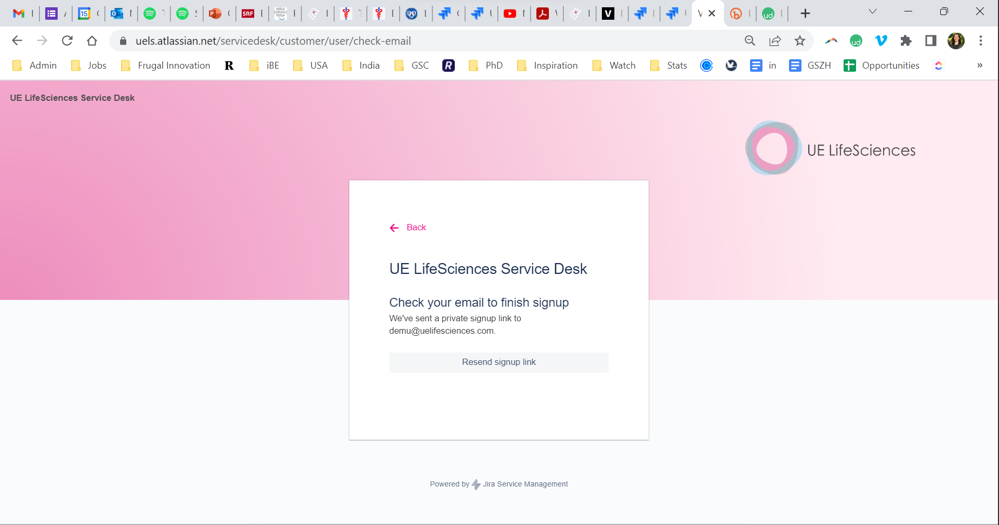 uels.atlassian.net/servicedesk/customer/user/check-email
Admin Jobs Frugal Innovation R iBE USA India GSC R PhD Inspiration Watch Stats in GSZH Opportunities »
UE LifeSciences Service Desk
UE LifeSciences
Back
UE LifeSciences Service Desk
Check your email to finish signup
We've sent a private signup link to
demu@uelifesciences.com.
Resend signup link
Powered by Jira Service Management